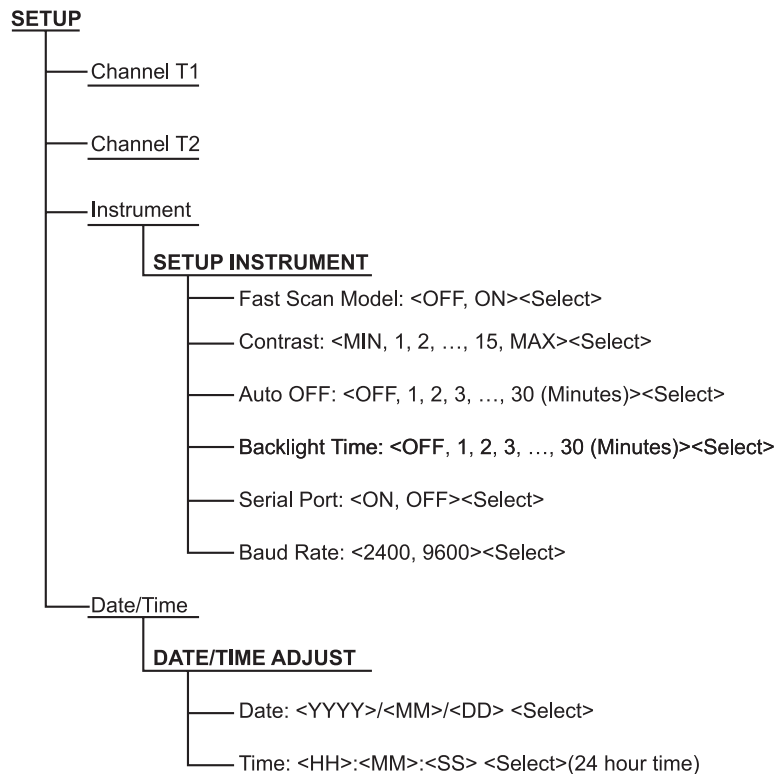 SETUP
Channel T1
Channel T2
Instrument
SETUP INSTRUMENT
Fast Scan Model: <OFF, ON><Select>
Contrast: <MIN, 1, 2, …, 15, MAX><Select>
Auto OFF: <OFF, 1, 2, 3, …, 30 (Minutes)><Select>
Backlight Time: <OFF, 1, 2, 3, …, 30 (Minutes)><Select>
Serial Port: <ON, OFF><Select>
Baud Rate: <2400, 9600><Select>
Date/Time
DATE/TIME ADJUST
Date: <YYYY>/<MM>/<DD> <Select>
Time: <HH>:<MM>:<SS> <Select>(24 hour time)